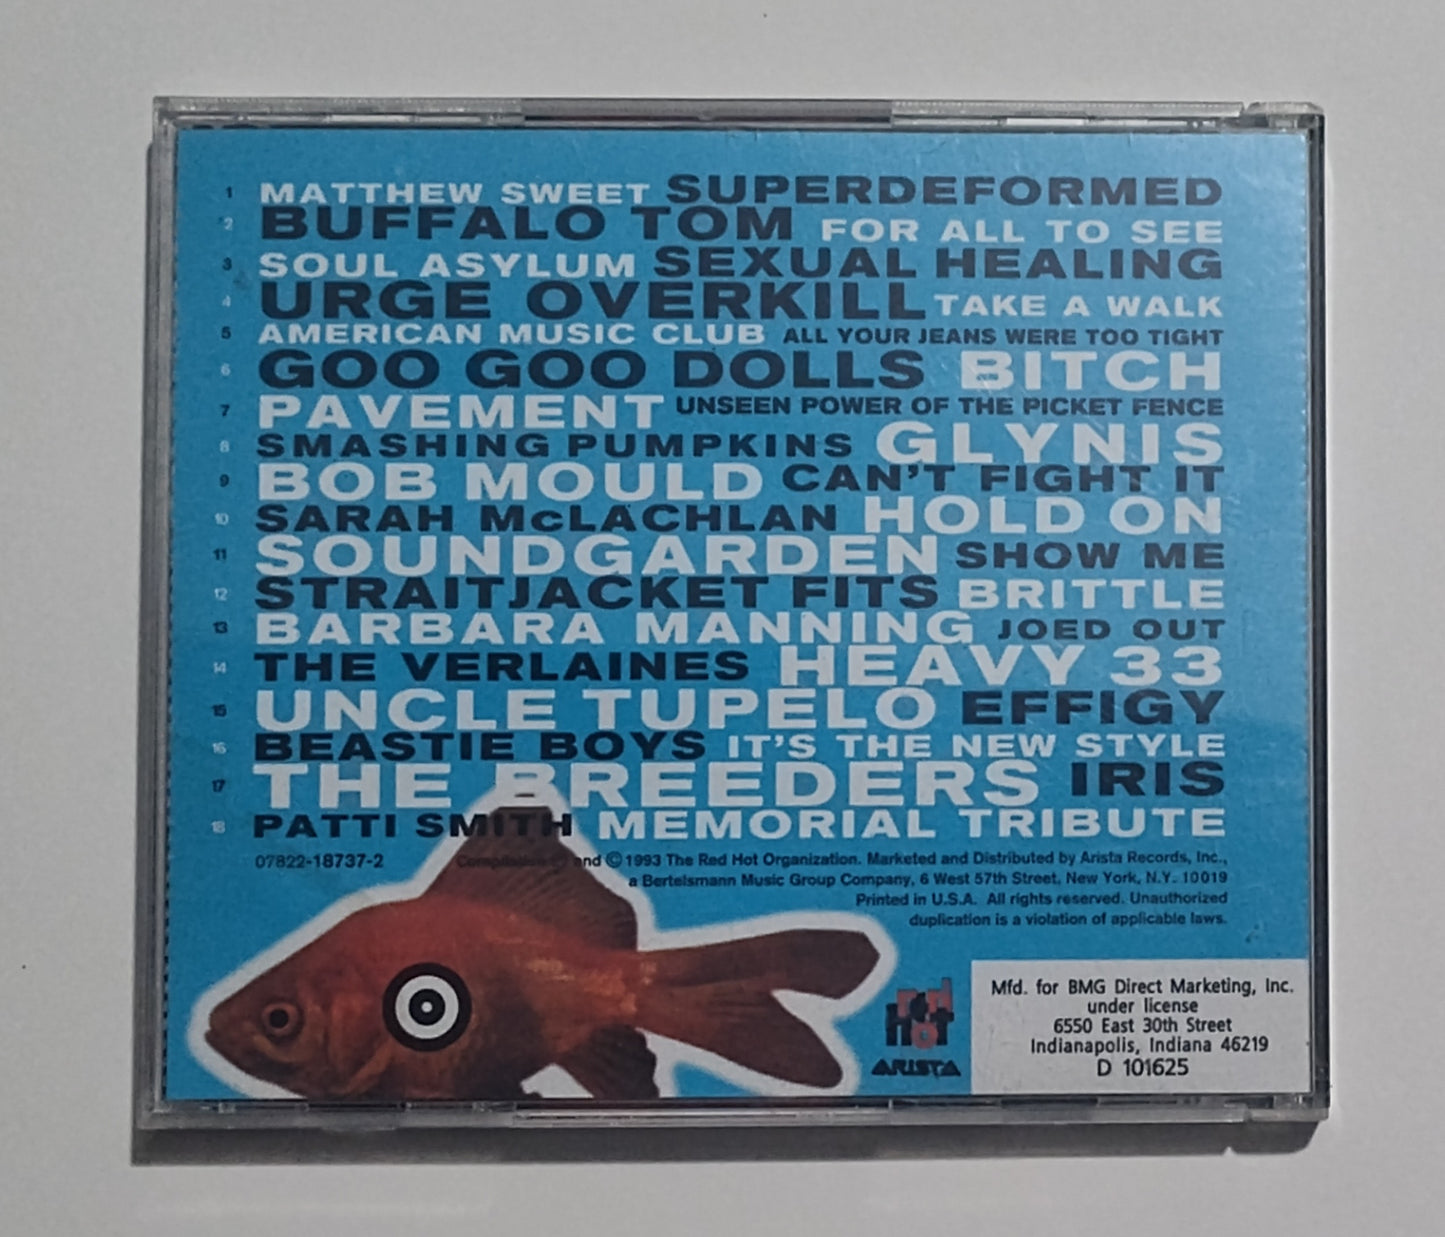 1 MATTHEW SWEET SUPERDEFORMED
2 BUFFALO TOM FOR ALL TO SEE
3 SOUL ASYLUM SEXUAL HEALING
4 URGE OVERKILL TAKE A WALK
5 AMERICAN MUSIC CLUB ALL YOUR JEANS WERE TOO TIGHT
6 GOO GOO DOLLS BITCH
7 PAVEMENT UNSEEN POWER OF THE PICKET FENCE
8 SMASHING PUMPKINS GLYNIS
9 BOB MOULD CAN'T FIGHT IT
10 SARAH McLACHLAN HOLD ON
11 SOUNDGARDEN SHOW ME
12 STRAITJACKET FITS BRITTLE
13 BARBARA MANNING JOED OUT
14 THE VERLAINES HEAVY 33
15 UNCLE TUPELO EFFIGY
16 BEASTIE BOYS IT'S THE NEW STYLE
17 THE BREEDERS IRIS
18 PATTI SMITH MEMORIAL TRIBUTE
07822-18737-2 Compilation ℗ and © 1993 The Red Hot Organization. Marketed and Distributed by Arista Records, Inc.,
a Bertelsmann Music Group Company, 6 West 57th Street, New York, N.Y. 10019
Printed in U.S.A. All rights reserved. Unauthorized
duplication is a violation of applicable laws.
red
hot
ARISTA
Mfd. for BMG Direct Marketing, Inc.
under license
6550 East 30th Street
Indianapolis, Indiana 46219
D 101625